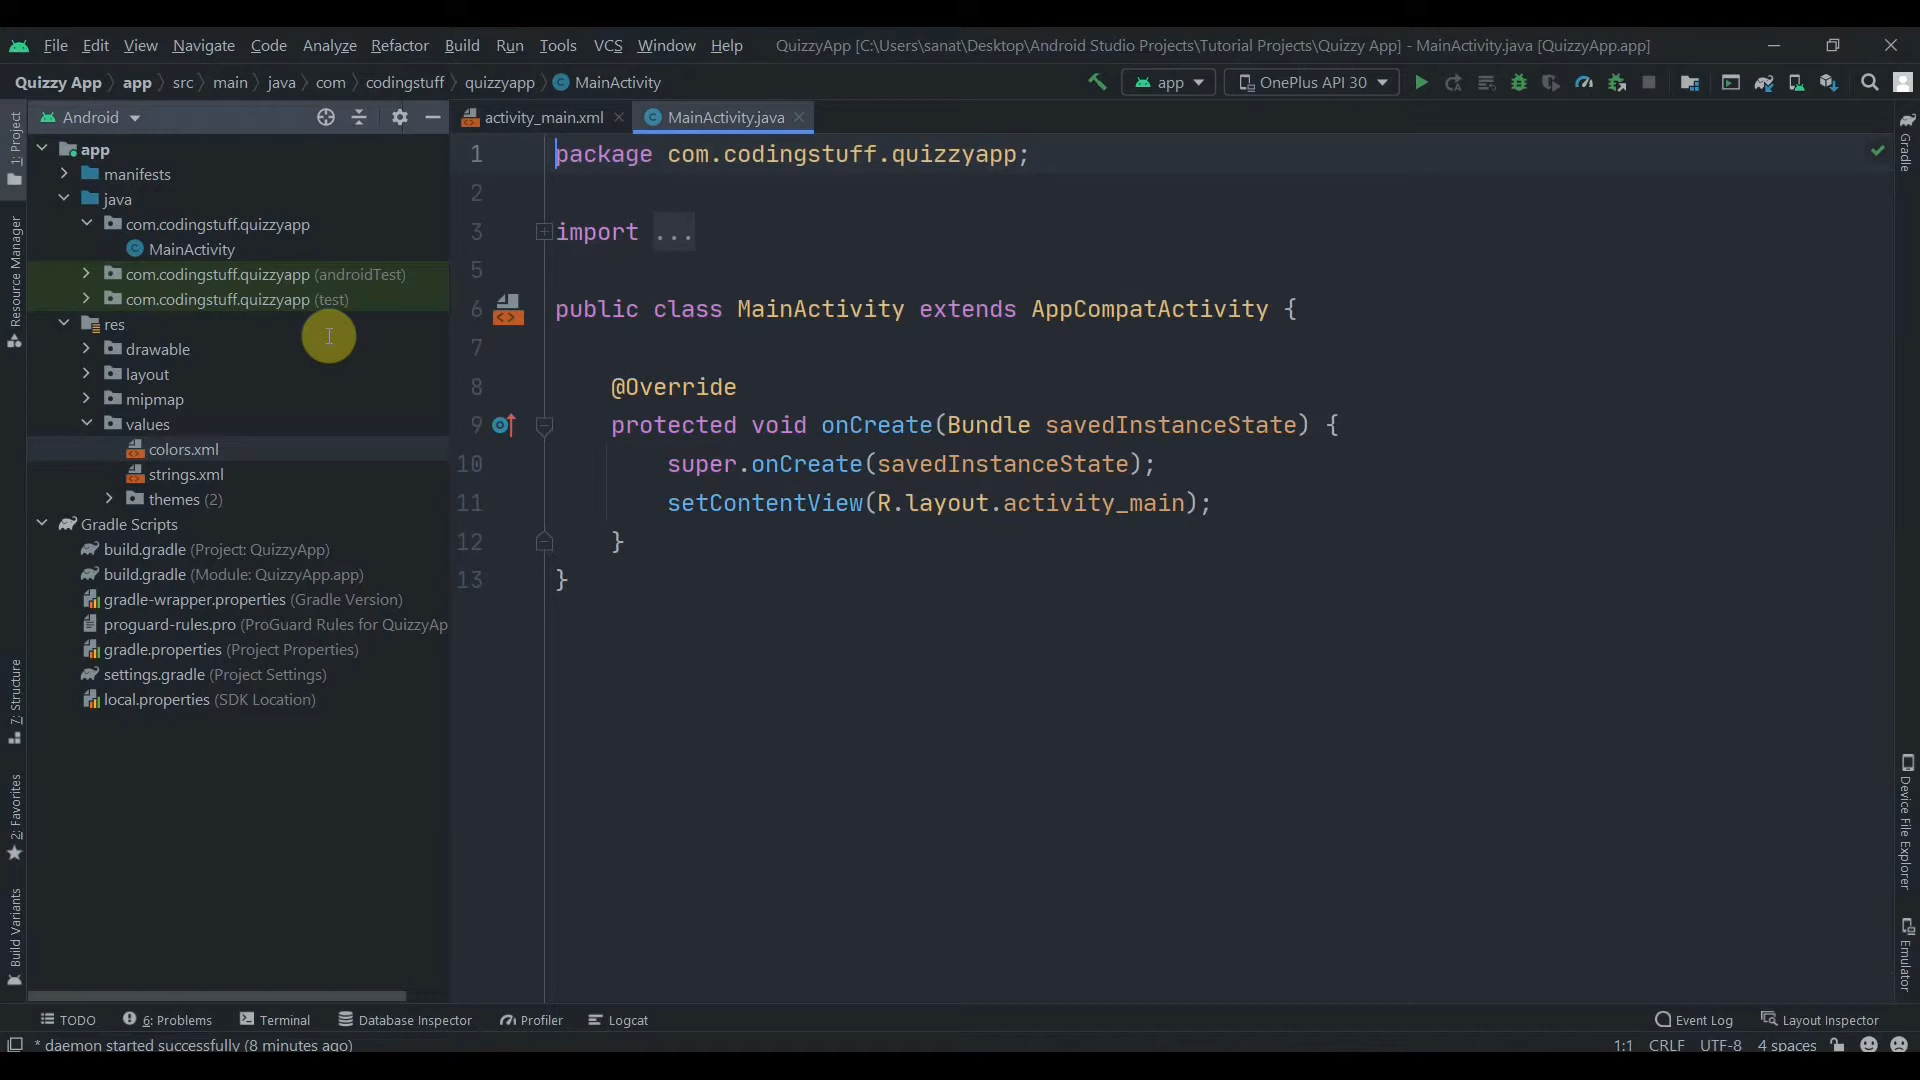 File Edit View Navigate Code Analyze Refactor Build Run Tools VCS Window Help QuizzyApp [C:\Users\sanat\Desktop\Android Studio Projects\Tutorial Projects\Quizzy App] - MainActivity.java [QuizzyApp.app]
Quizzy App app src main java com codingstuff quizzyapp MainActivity app OnePlus API 30
Android
activity_main.xml MainActivity.java
1: Project
Resource Manager
7: Structure
2: Favorites
Build Variants
app
manifests
java
com.codingstuff.quizzyapp
MainActivity
com.codingstuff.quizzyapp (androidTest)
com.codingstuff.quizzyapp (test)
res
drawable
layout
mipmap
values
colors.xml
strings.xml
themes (2)
Gradle Scripts
build.gradle (Project: QuizzyApp)
build.gradle (Module: QuizzyApp.app)
gradle-wrapper.properties (Gradle Version)
proguard-rules.pro (ProGuard Rules for QuizzyAp
gradle.properties (Project Properties)
settings.gradle (Project Settings)
local.properties (SDK Location)
1 package com.codingstuff.quizzyapp;
2
3 import ...
5
6 public class MainActivity extends AppCompatActivity {
7
8 @Override
9 protected void onCreate(Bundle savedInstanceState) {
10 super.onCreate(savedInstanceState);
11 setContentView(R.layout.activity_main);
12 }
13 }
Gradle
Device File Explorer
Emulator
TODO 6: Problems Terminal Database Inspector Profiler Logcat Event Log Layout Inspector
* daemon started successfully (8 minutes ago) 1:1 CRLF UTF-8 4 spaces